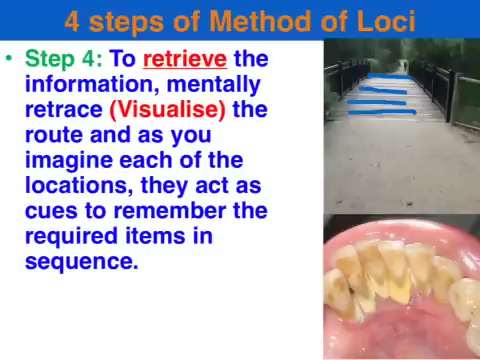 4 steps of Method of Loci
• Step 4: To retrieve the
information, mentally
retrace (Visualise) the
route and as you
imagine each of the
locations, they act as
cues to remember the
required items in
sequence.